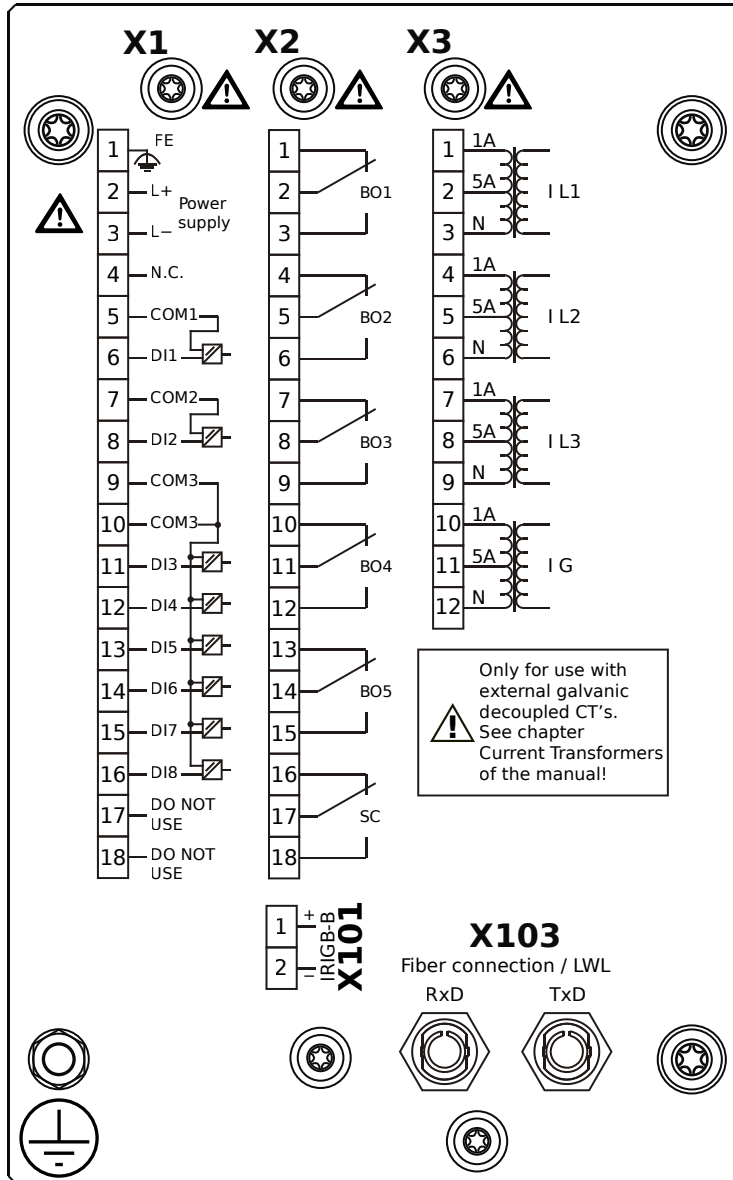 X1 X2 X3
1 FE
2 L+
3 L−
Power
supply
4 N.C.
5 COM1
6 DI1
7 COM2
8 DI2
9 COM3
10 COM3
11 DI3
12 DI4
13 DI5
14 DI6
15 DI7
16 DI8
17 DO NOT
USE
18 DO NOT
USE
1
2 BO1
3
4
5 BO2
6
7
8 BO3
9
10
11 BO4
12
13
14 BO5
15
16
17 SC
18
1 1A
2 5A I L1
3 N
4 1A
5 5A I L2
6 N
7 1A
8 5A I L3
9 N
10 1A
11 5A I G
12 N
!
!
!
!
!
Only for use with
external galvanic
decoupled CT's.
See chapter
Current Transformers
of the manual!
1 +
2 −
IRIGB-B
X101
X103
Fiber connection / LWL
RxD TxD